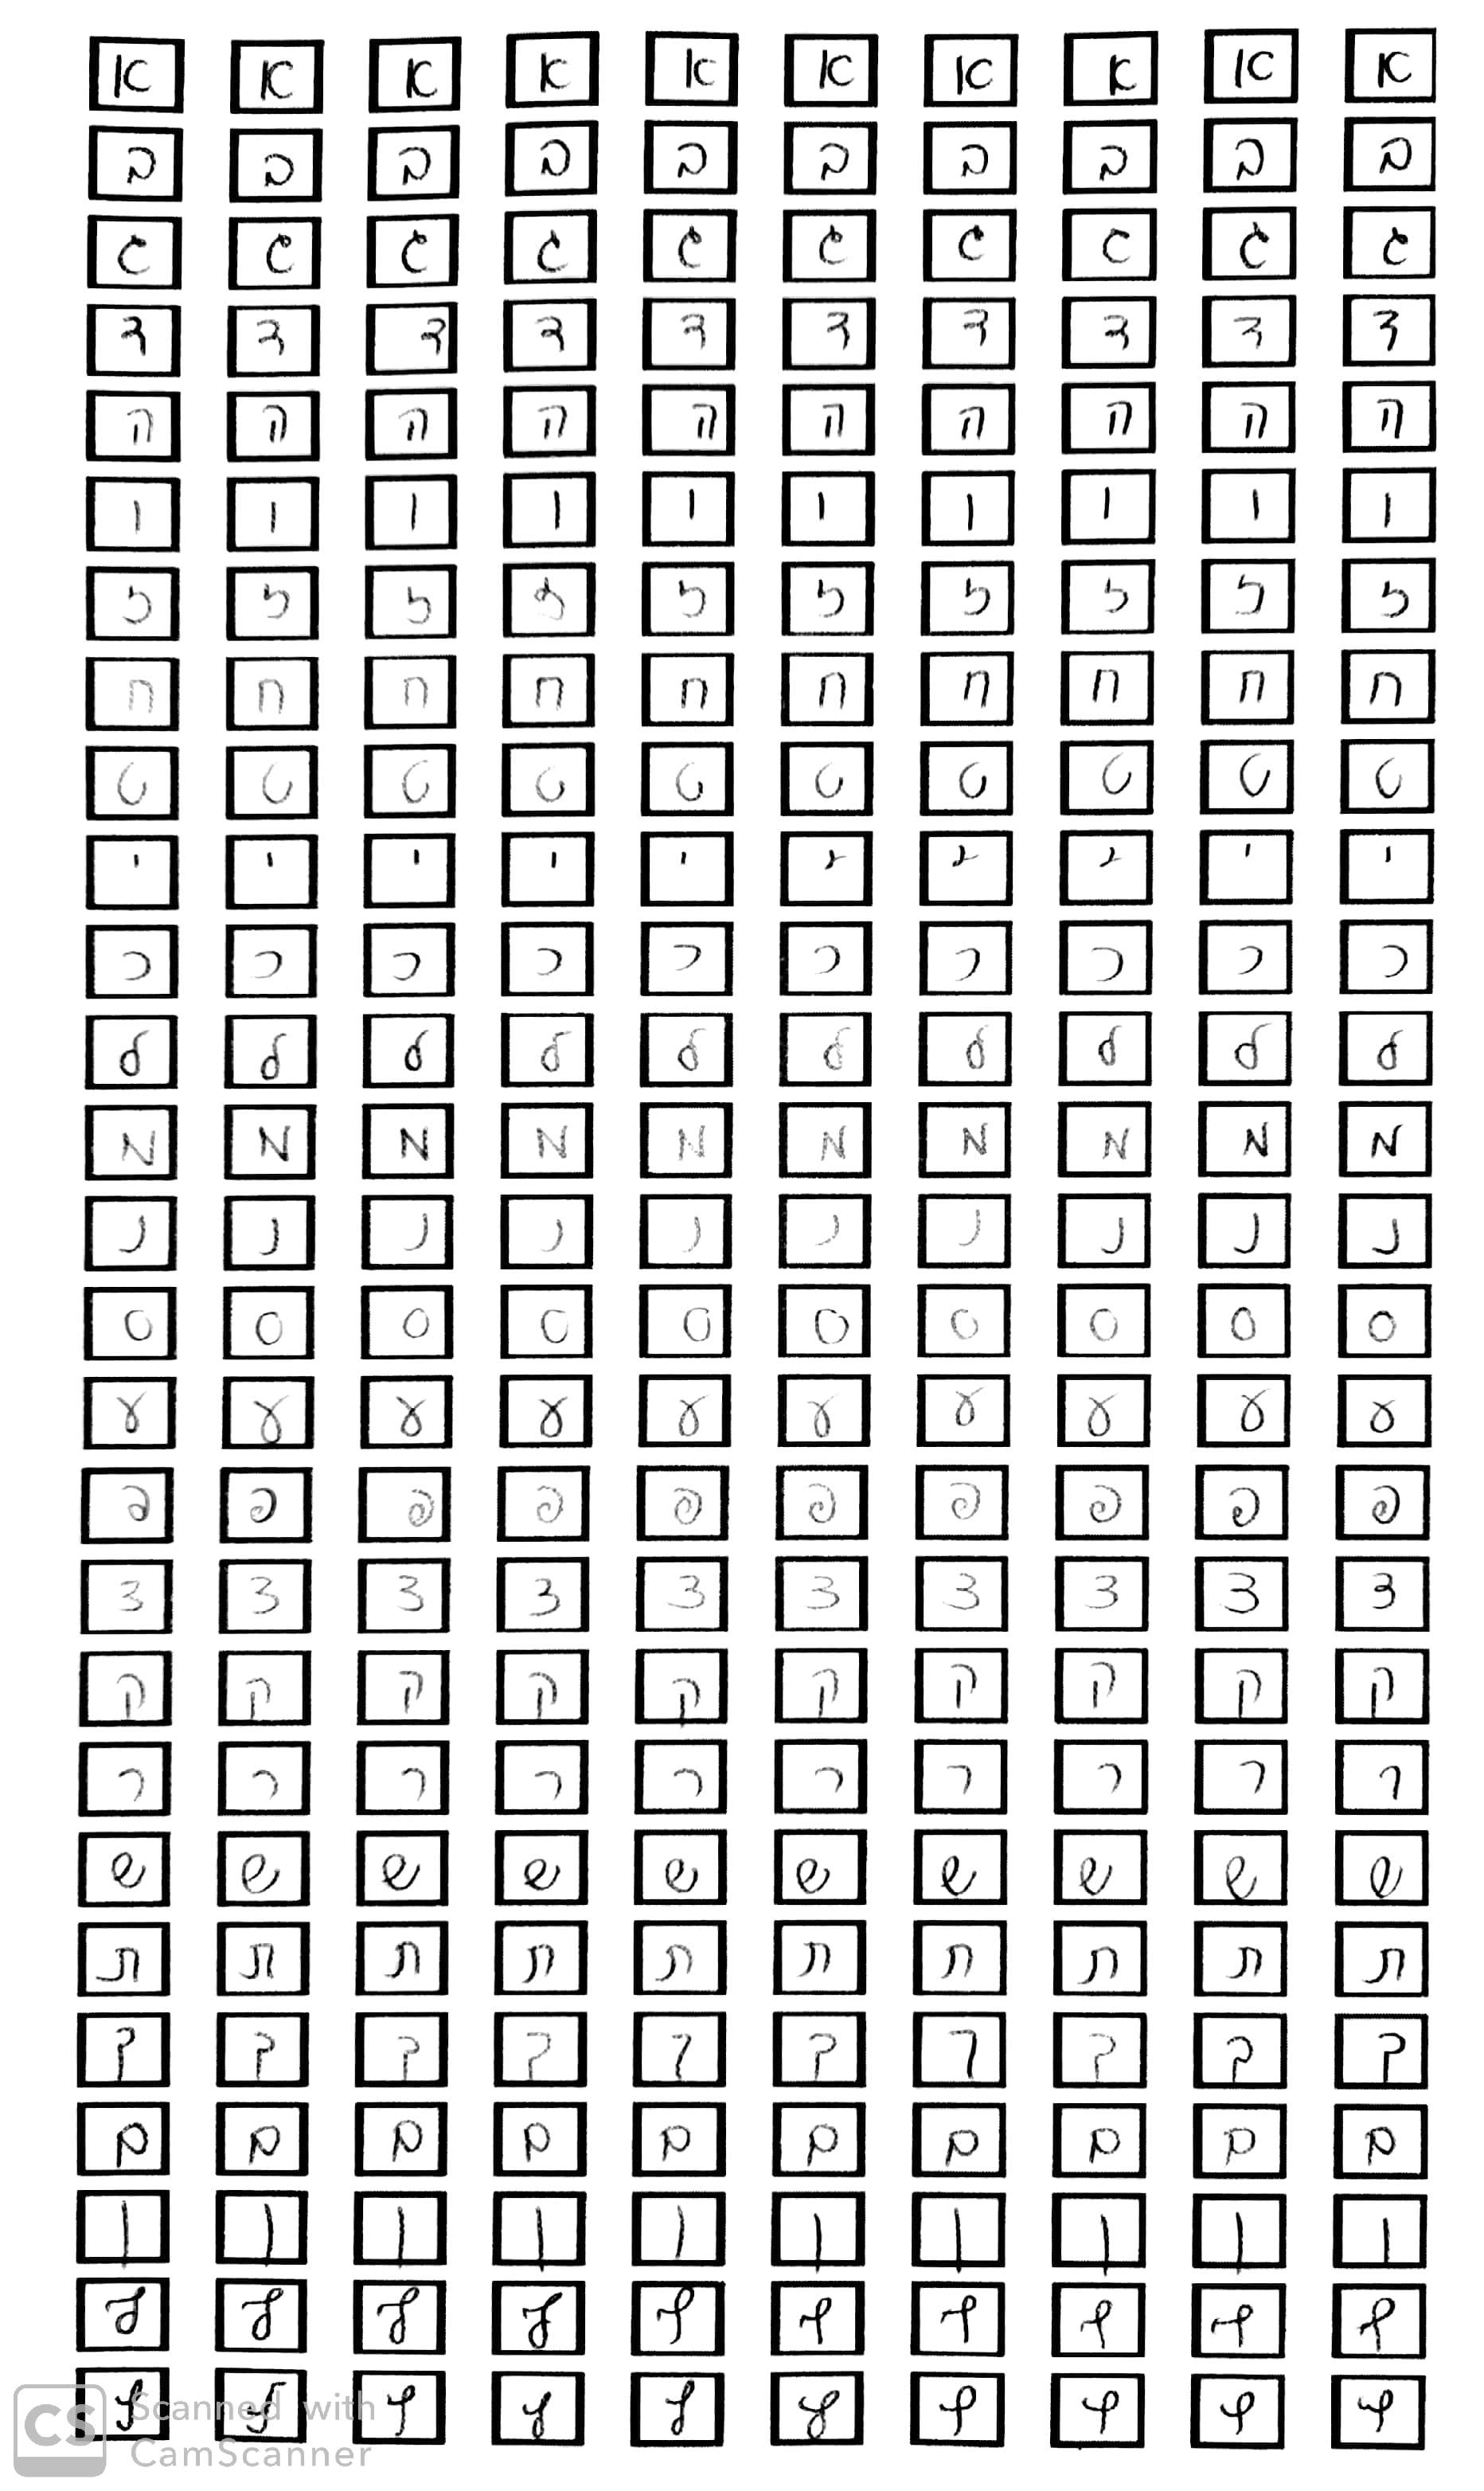 א א א א א א א א א א
ב ב ב ב ב ב ב ב ב ב
ג ג ג ג ג ג ג ג ג ג
ד ד ד ד ד ד ד ד ד ד
ה ה ה ה ה ה ה ה ה ה
ו ו ו ו ו ו ו ו ו ו
ז ז ז ז ז ז ז ז ז ז
ח ח ח ח ח ח ח ח ח ח
ט ט ט ט ט ט ט ט ט ט
י י י י י י י י י י
כ כ כ כ כ כ כ כ כ כ
ל ל ל ל ל ל ל ל ל ל
מ מ מ מ מ מ מ מ מ מ
נ נ נ נ נ נ נ נ נ נ
ס ס ס ס ס ס ס ס ס ס
ע ע ע ע ע ע ע ע ע ע
פ פ פ פ פ פ פ פ פ פ
צ צ צ צ צ צ צ צ צ צ
ק ק ק ק ק ק ק ק ק ק
ר ר ר ר ר ר ר ר ר ר
ש ש ש ש ש ש ש ש ש ש
ת ת ת ת ת ת ת ת ת ת
ך ך ך ך ך ך ך ך ך ך
ם ם ם ם ם ם ם ם ם ם
ן ן ן ן ן ן ן ן ן ן
ף ף ף ף ף ף ף ף ף ף
ץ ץ ץ ץ ץ ץ ץ ץ ץ ץ
CS Scanned with
CamScanner